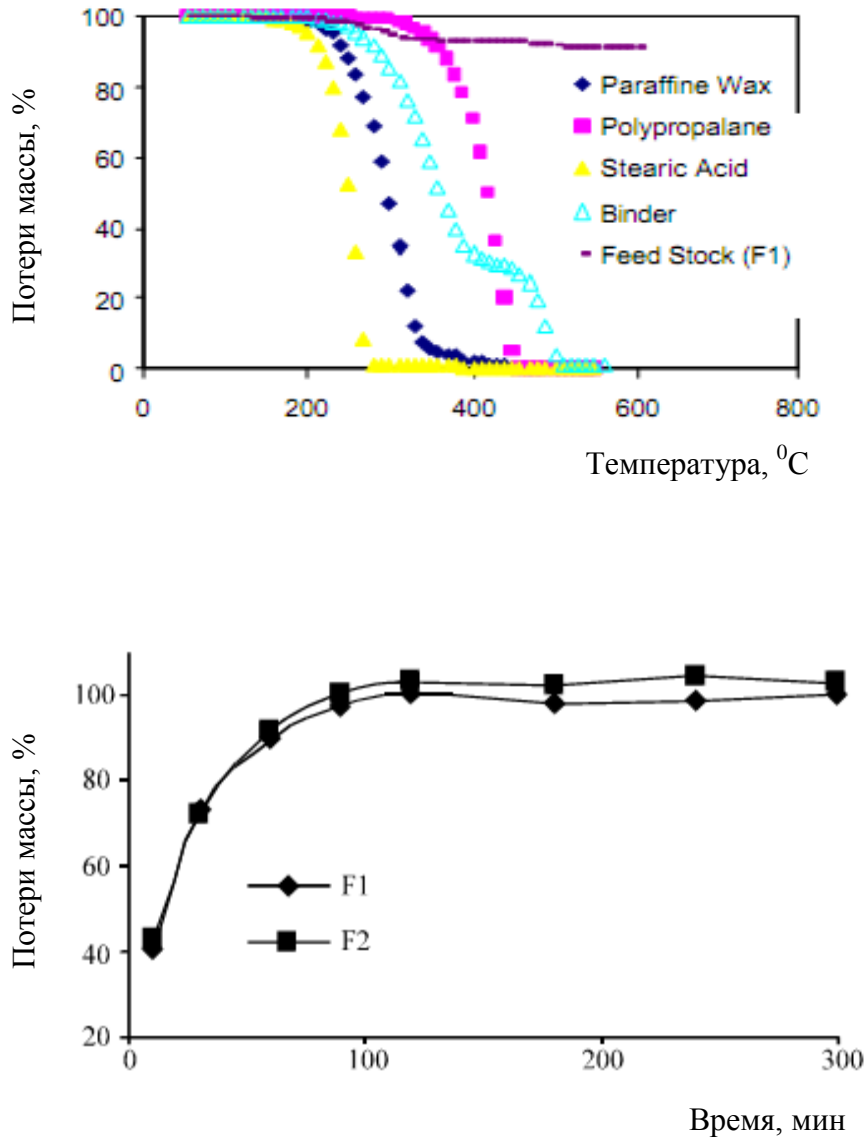 Потери массы, %
100
80
60
40
20
0
0 200 400 600 800
Paraffine Wax
Polypropalane
Stearic Acid
Binder
Feed Stock (F1)
Температура, ⁰С
Потери массы, %
100
80
60
40
20
0 100 200 300
F1
F2
Время, мин